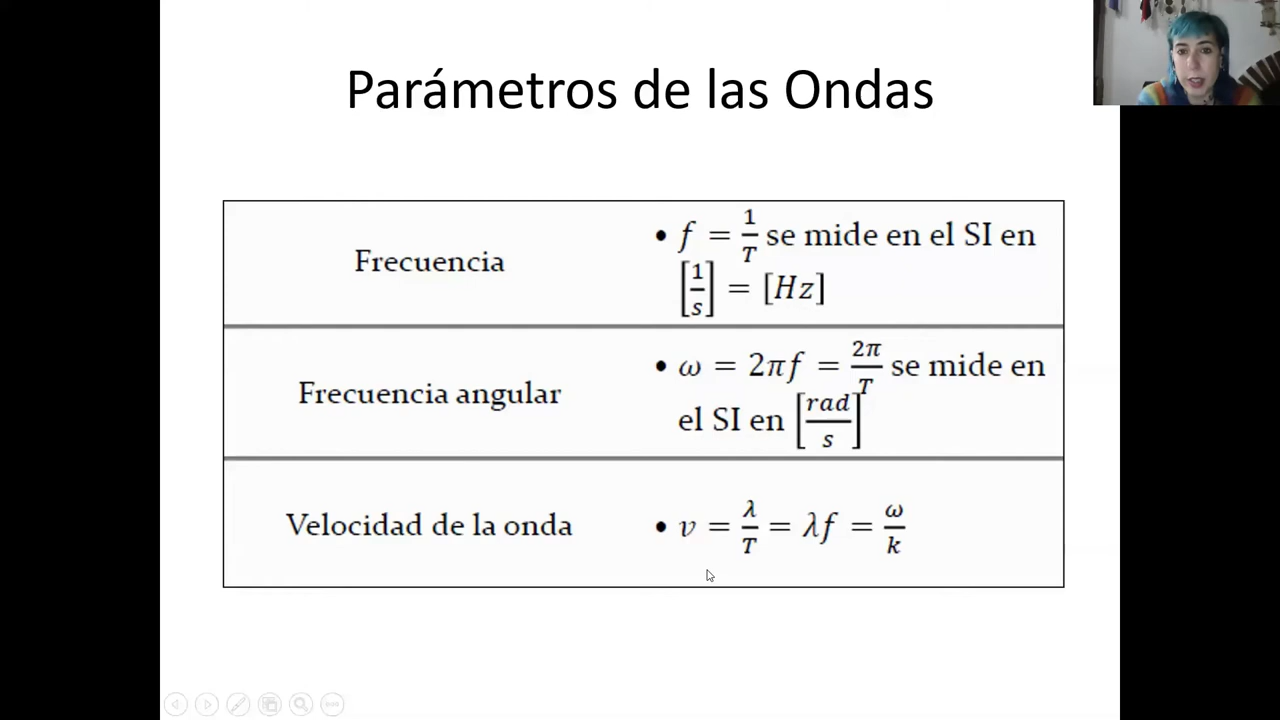 Parámetros de las Ondas
Frecuencia
• f = 1/T se mide en el SI en
[1/s] = [Hz]
Frecuencia angular
• ω = 2πf = 2π/T se mide en
el SI en [rad/s]
Velocidad de la onda
• v = λ/T = λf = ω/k